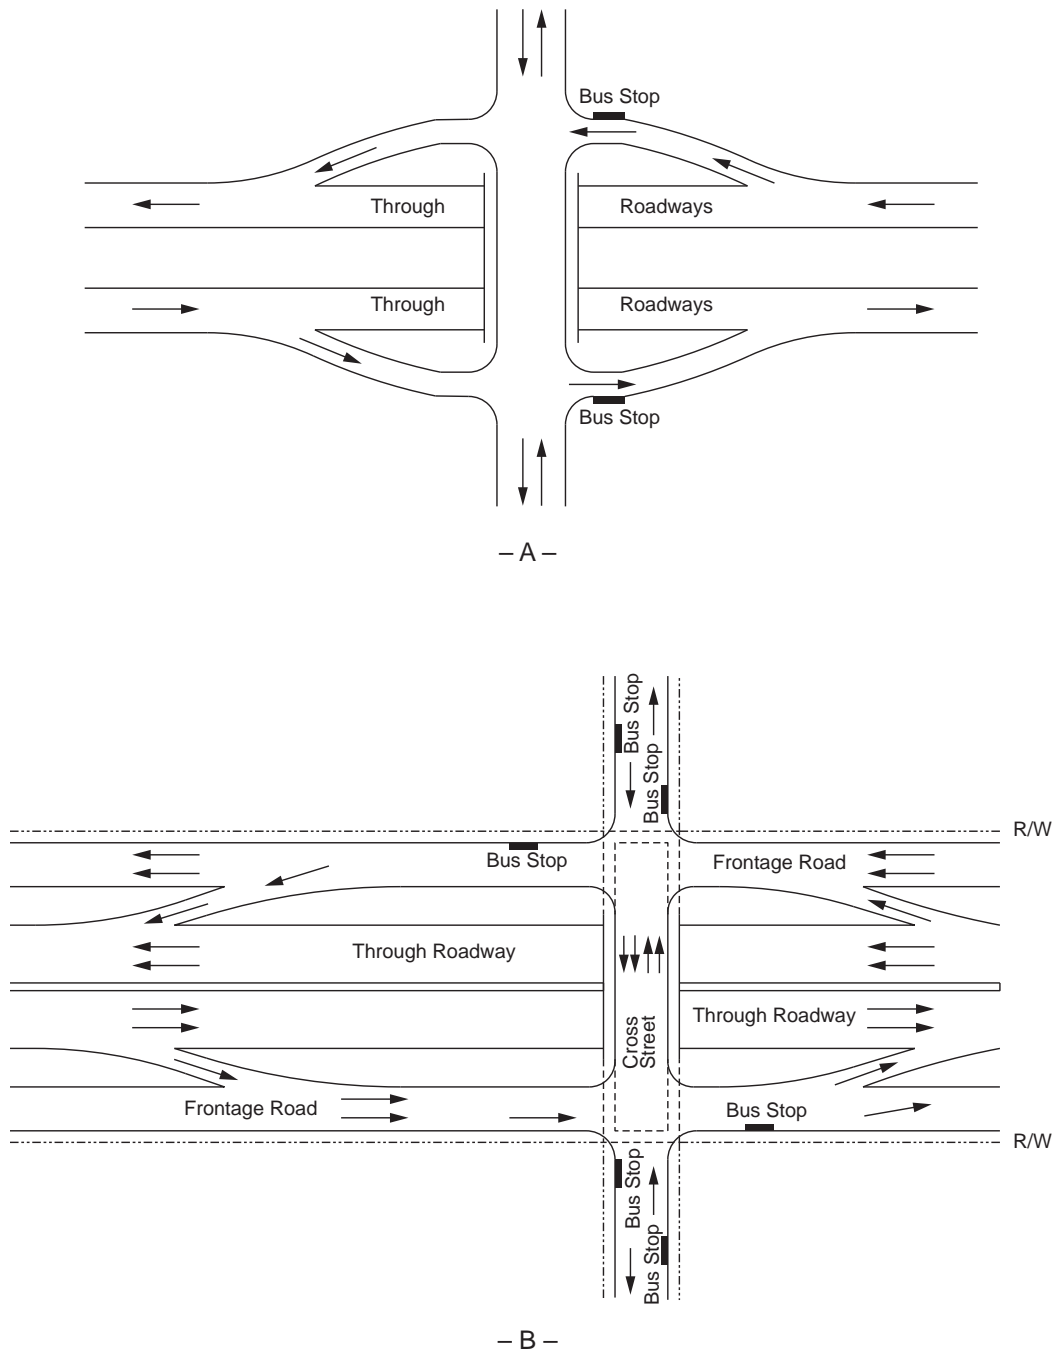 Bus Stop
Through
Roadways
Through
Roadways
Bus Stop
– A –
Bus Stop
Bus Stop
R/W
Bus Stop
Frontage Road
Through Roadway
Through Roadway
Cross
Street
Frontage Road
Bus Stop
R/W
Bus Stop
Bus Stop
– B –